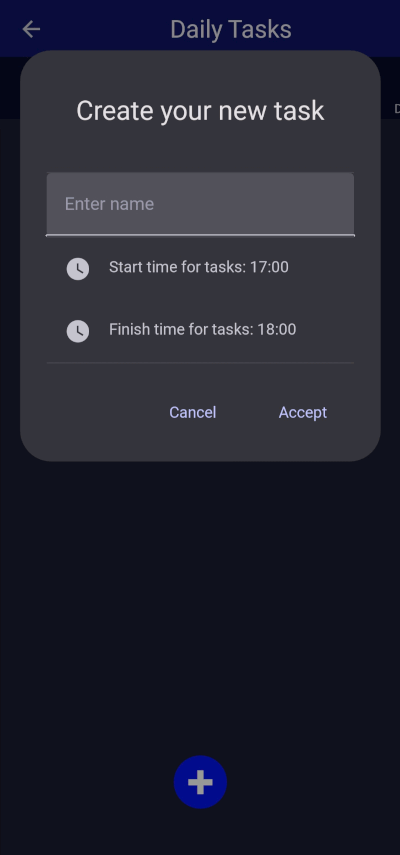 Daily Tasks
Create your new task
Enter name
Start time for tasks: 17:00
Finish time for tasks: 18:00
Cancel
Accept